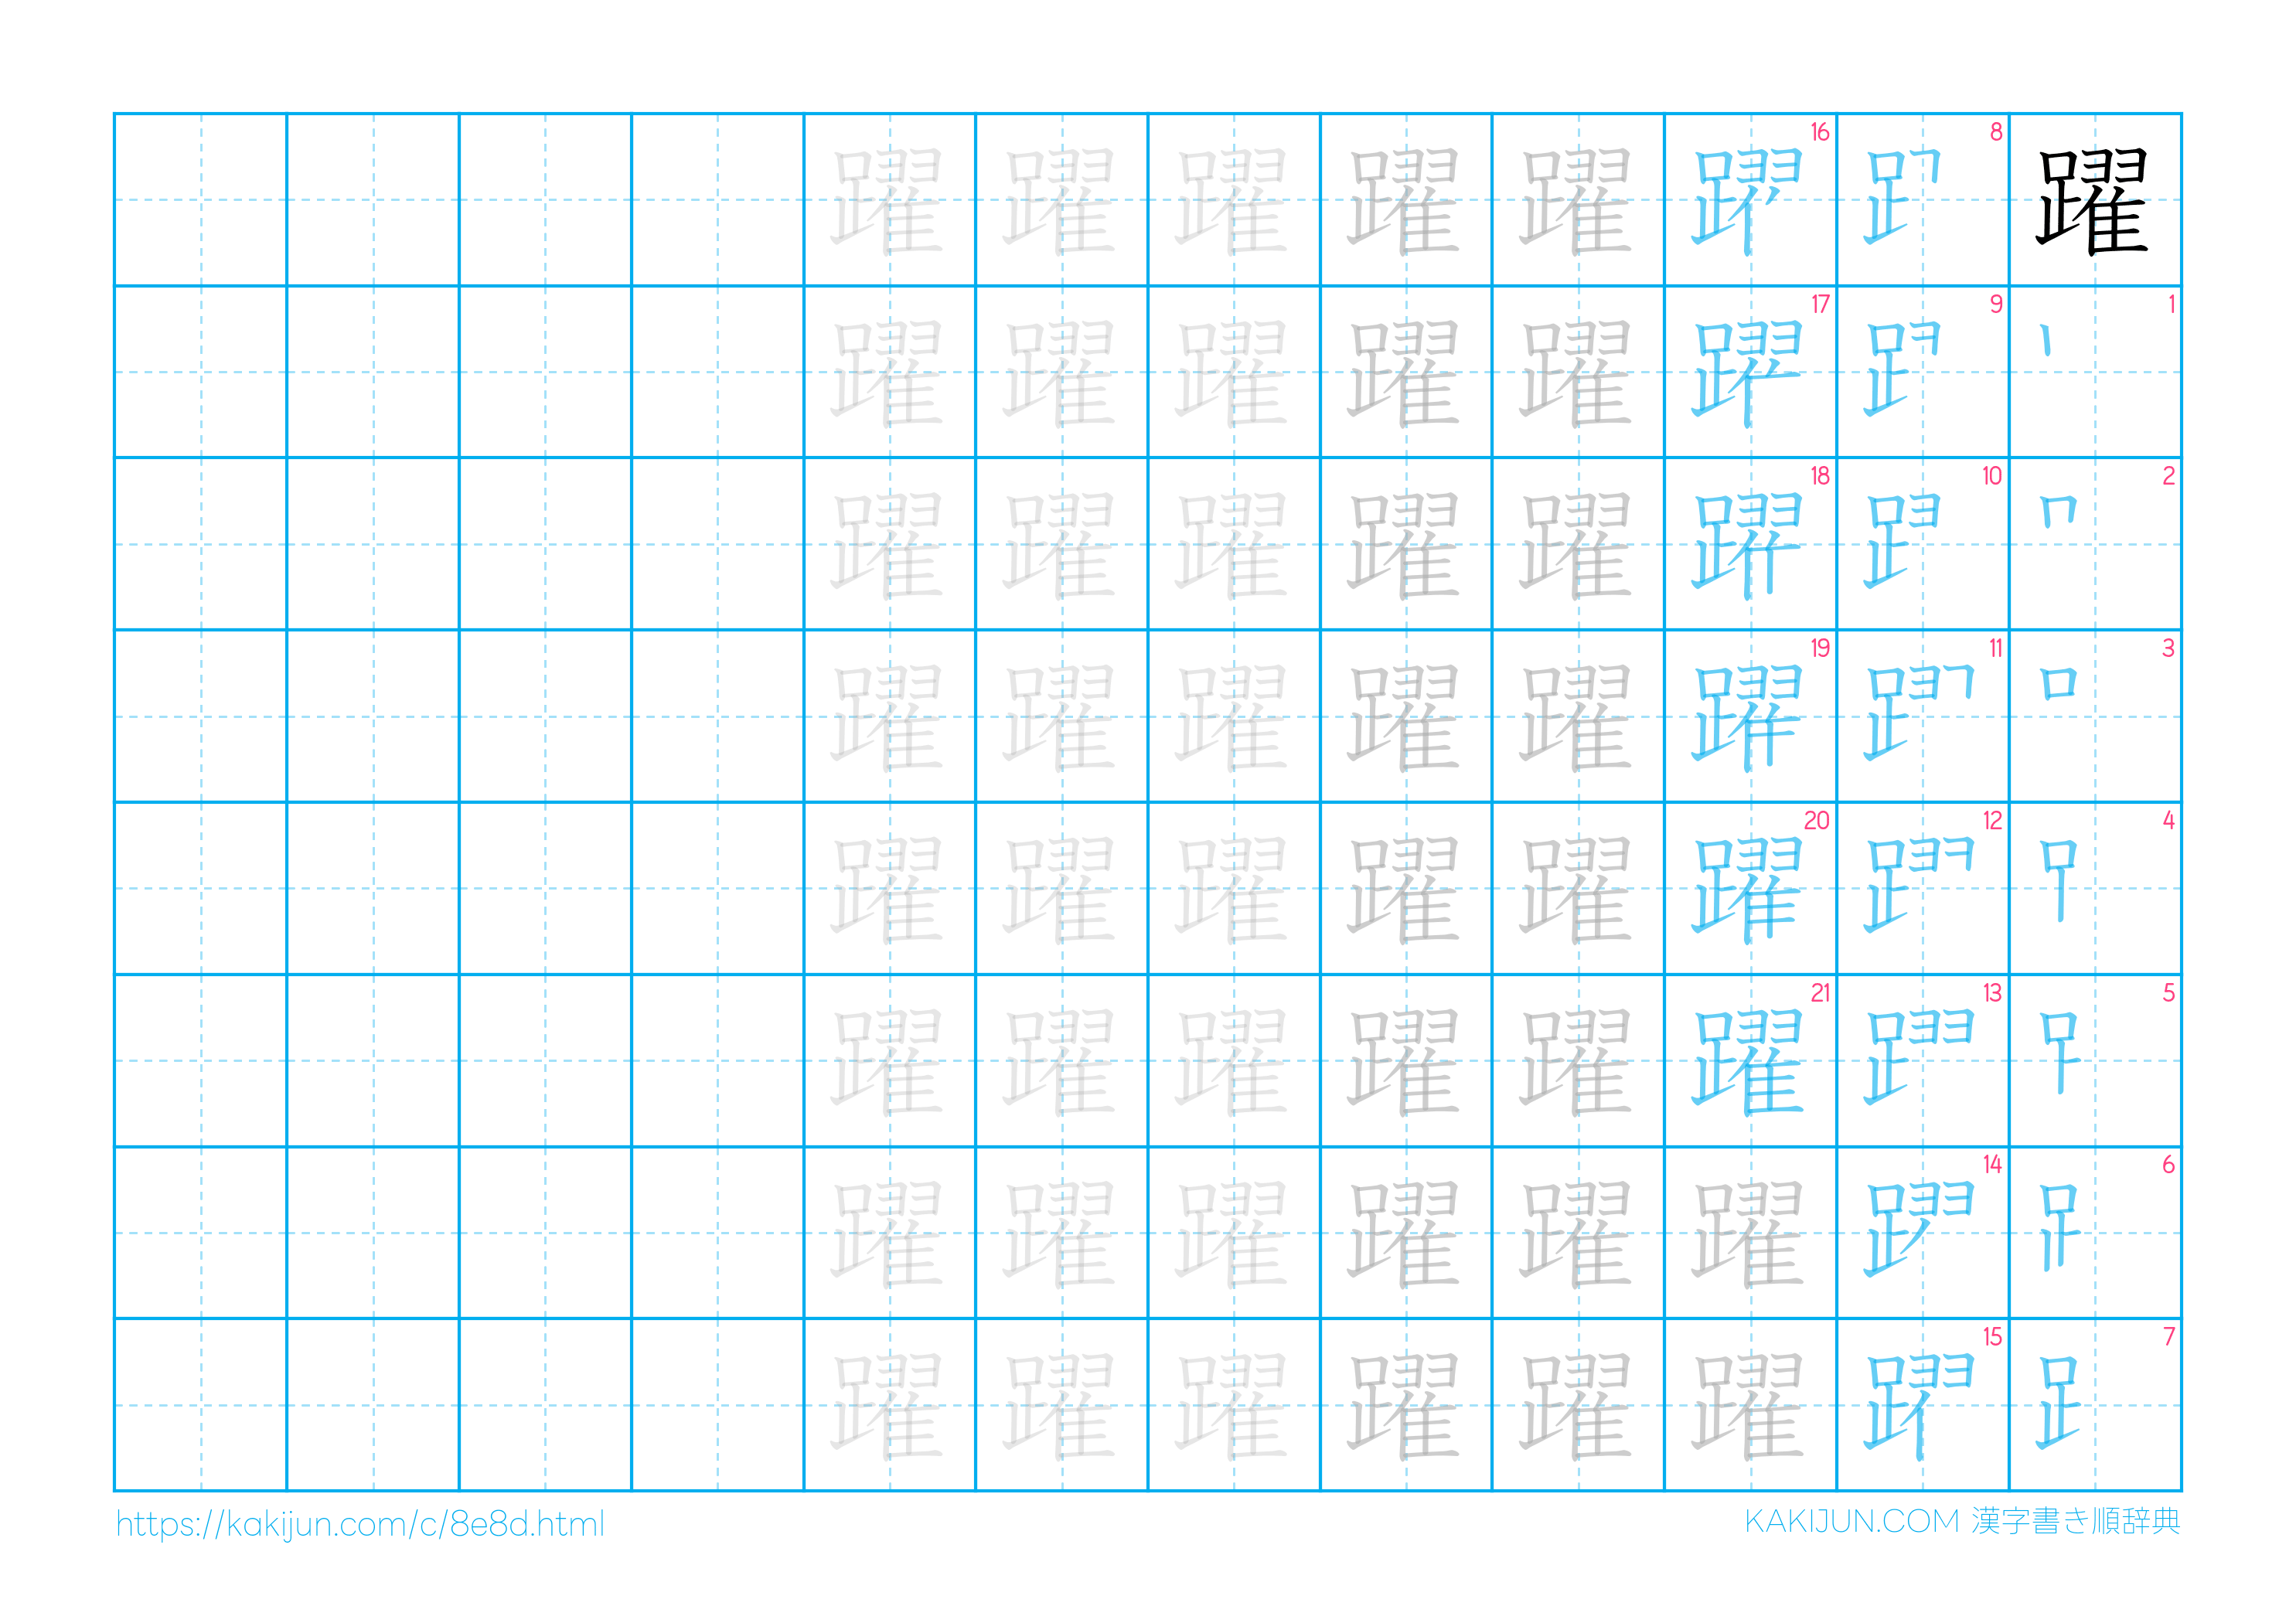 躍 躍 躍 躍 躍 16 8 躍
躍 躍 躍 躍 躍 17 9 1
躍 躍 躍 躍 躍 18 10 2
躍 躍 躍 躍 躍 19 11 3
躍 躍 躍 躍 躍 20 12 4
躍 躍 躍 躍 躍 躍 21 13 5
躍 躍 躍 躍 躍 躍 14 6
躍 躍 躍 躍 躍 躍 15 7
https://kakijun.com/c/8e8d.html
KAKIJUN.COM 漢字書き順辞典